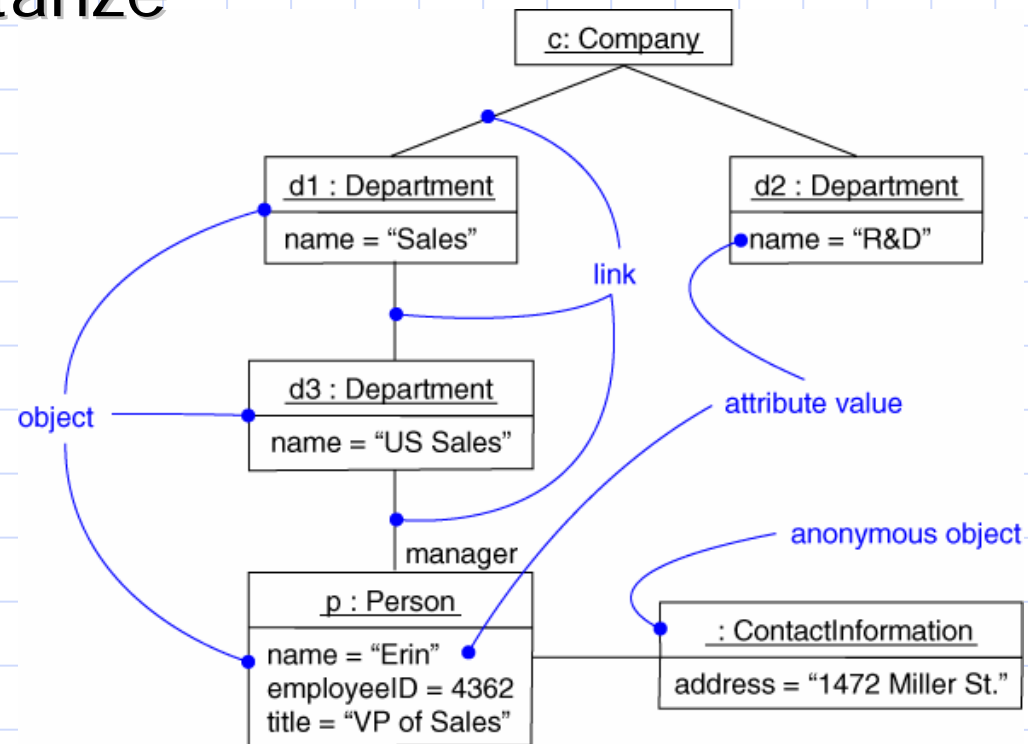 c: Company
d1 : Department
name = “Sales”
d2 : Department
name = “R&D”
link
d3 : Department
name = “US Sales”
object
attribute value
manager
anonymous object
p : Person
name = “Erin”
employeeID = 4362
title = “VP of Sales”
: ContactInformation
address = “1472 Miller St.”